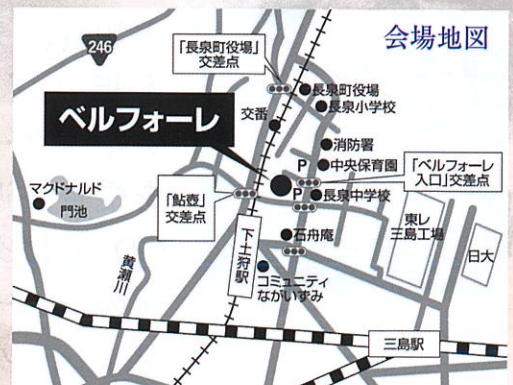 会場地図
246
「長泉町役場」
交差点
長泉町役場
長泉小学校
ベルフォーレ
交番
消防署
P
中央保育園
「ベルフォーレ
入口」交差点
P
長泉中学校
マクドナルド
門池
「鮎壺」
交差点
東レ
三島工場
日大
石舟庵
下土狩駅
黄瀬川
コミュニティ
ながいずみ
三島駅